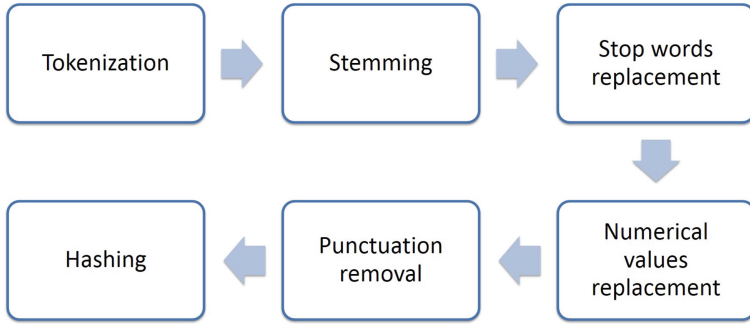 Tokenization
Stemming
Stop words
replacement
Numerical
values
replacement
Punctuation
removal
Hashing